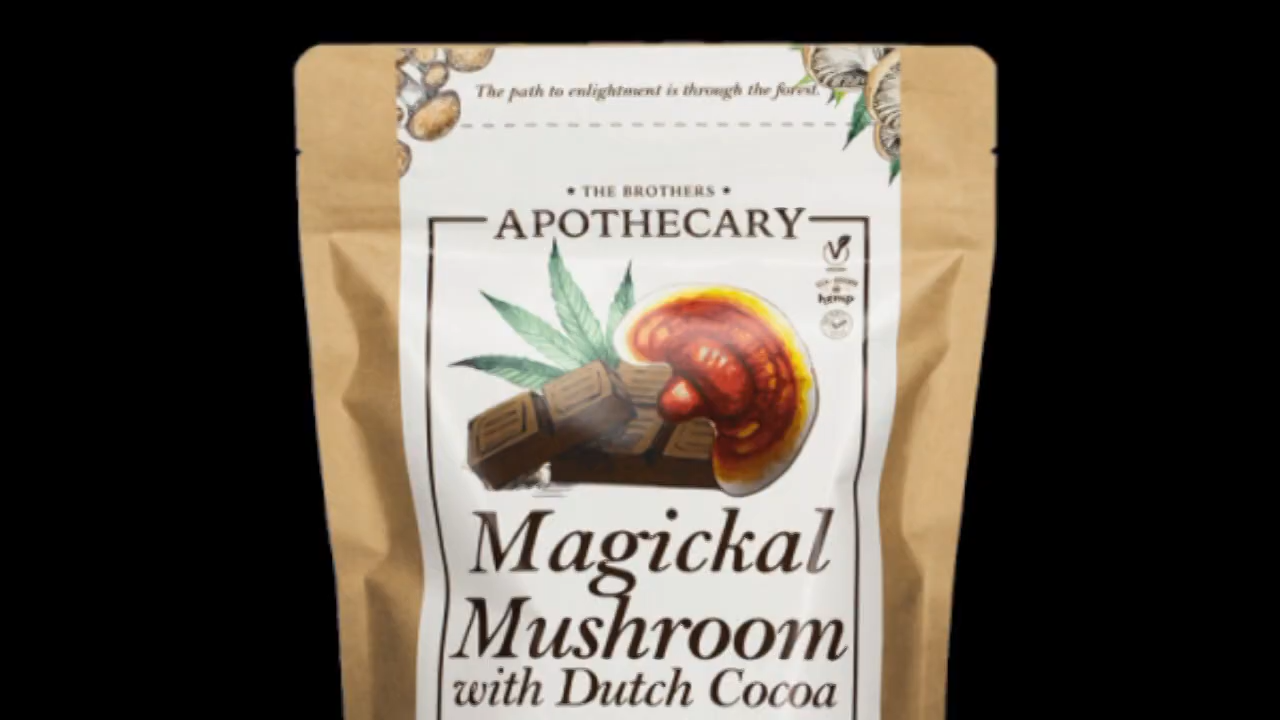 The path to enlightment is through the forest.
* THE BROTHERS *
APOTHECARY
V
hemp
Magickal
Mushroom
with Dutch Cocoa